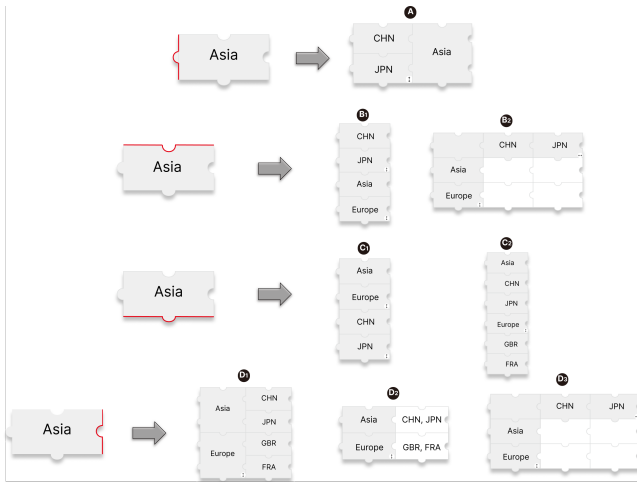 A
Asia
CHN
JPN
Asia
B1
B2
CHN
JPN
Asia
Europe
CHN
JPN
Asia
Europe
Asia
C1
C2
Asia
Europe
CHN
JPN
Asia
CHN
JPN
Europe
GBR
FRA
Asia
D1
D2
D3
Asia
CHN
JPN
Europe
GBR
FRA
Asia
CHN, JPN
Europe
GBR, FRA
CHN
JPN
Asia
Europe
Asia